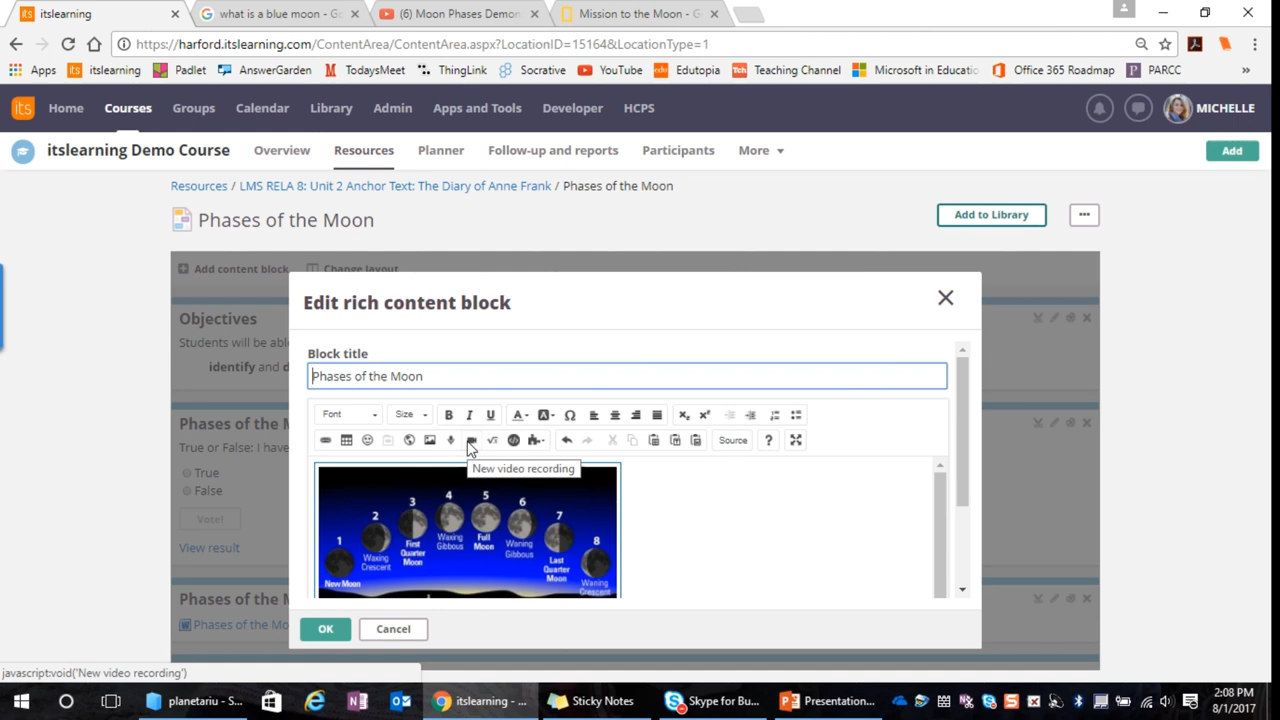 itslearning
what is a blue moon - Go
(6) Moon Phases Demon
Mission to the Moon - G
https://harford.itslearning.com/ContentArea/ContentArea.aspx?LocationID=15164&LocationType=1
Apps itslearning Padlet AnswerGarden TodaysMeet ThingLink Socrative YouTube Edutopia Teaching Channel Microsoft in Educatio Office 365 Roadmap PARCC
its Home Courses Groups Calendar Library Admin Apps and Tools Developer HCPS MICHELLE
itslearning Demo Course Overview Resources Planner Follow-up and reports Participants More Add
Resources / LMS RELA 8: Unit 2 Anchor Text: The Diary of Anne Frank / Phases of the Moon
Phases of the Moon
Add to Library
Add content block Change layout
Objectives
Students will be abl
identify and d
Phases of the M
True or False: I hav
True
False
Vote!
View result
Phases of the M
Phases of the Mo
Edit rich content block
Block title
Phases of the Moon
Font Size B I U
Source ?
New video recording
1 New Moon
2 Waxing Crescent
3 First Quarter Moon
4 Waxing Gibbous
5 Full Moon
6 Waning Gibbous
7 Last Quarter Moon
8 Waning Crescent
OK Cancel
javascript:void('New video recording')
planetariu - S...
itslearning - ...
Sticky Notes
Skype for Bu...
Presentation...
2:08 PM
8/1/2017